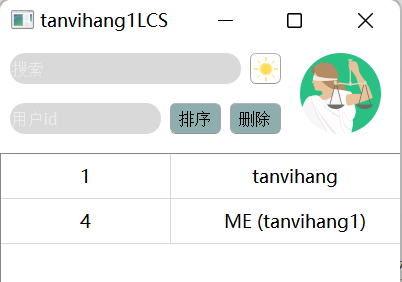 tanvihang1LCS
搜索
用户id
排序 删除
1 tanvihang
4 ME (tanvihang1)